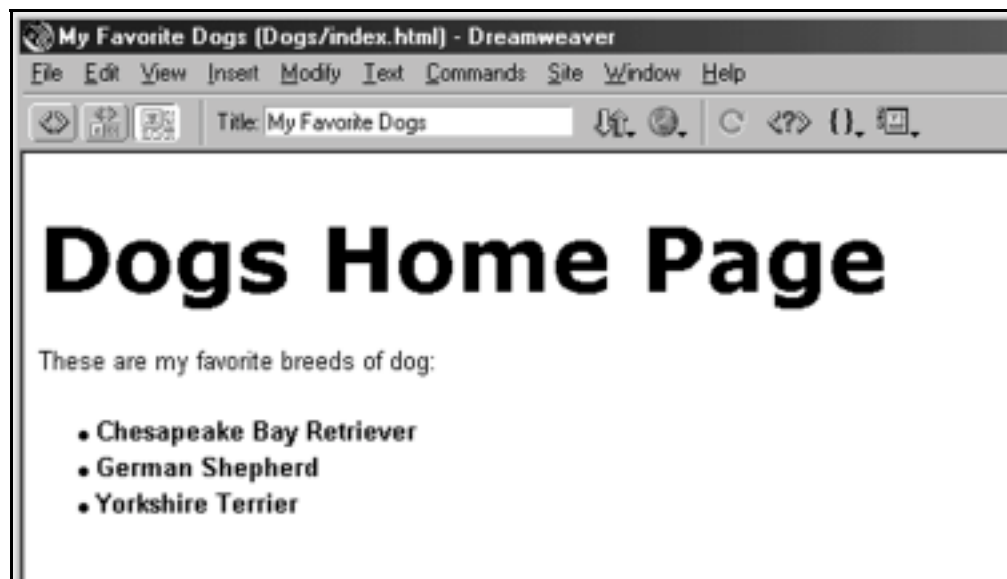 My Favorite Dogs (Dogs/index.html) - Dreamweaver
File Edit View Insert Modify Text Commands Site Window Help
Title: My Favorite Dogs
Dogs Home Page
These are my favorite breeds of dog:
• Chesapeake Bay Retriever
• German Shepherd
• Yorkshire Terrier